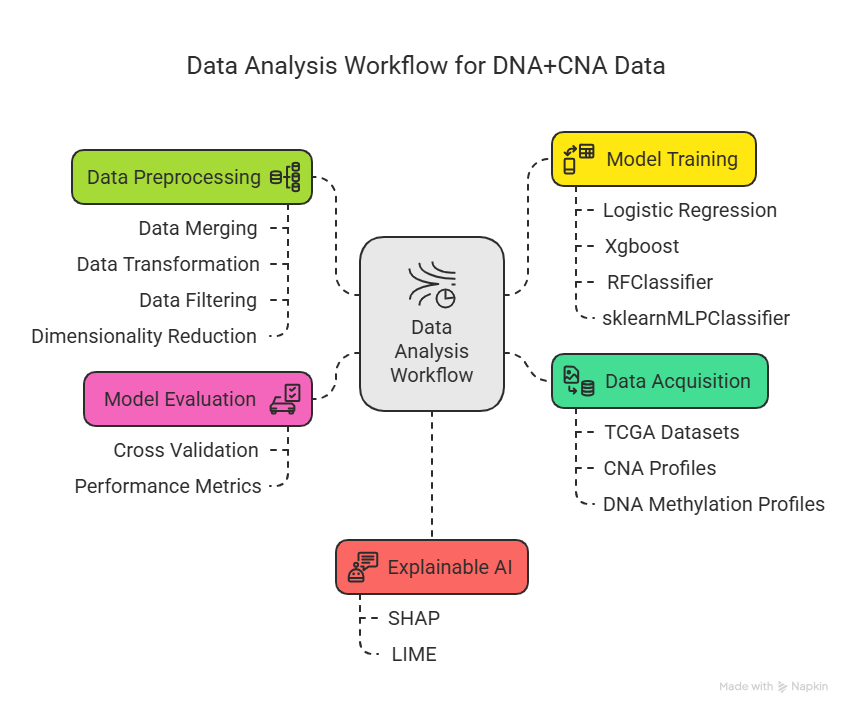 Data Analysis Workflow for DNA+CNA Data
Data Preprocessing
Data Merging
Data Transformation
Data Filtering
Dimensionality Reduction
Model Evaluation
Cross Validation
Performance Metrics
Data
Analysis
Workflow
Model Training
Logistic Regression
Xgboost
RFClassifier
sklearnMLPClassifier
Data Acquisition
TCGA Datasets
CNA Profiles
DNA Methylation Profiles
Explainable AI
SHAP
LIME
Made with Napkin